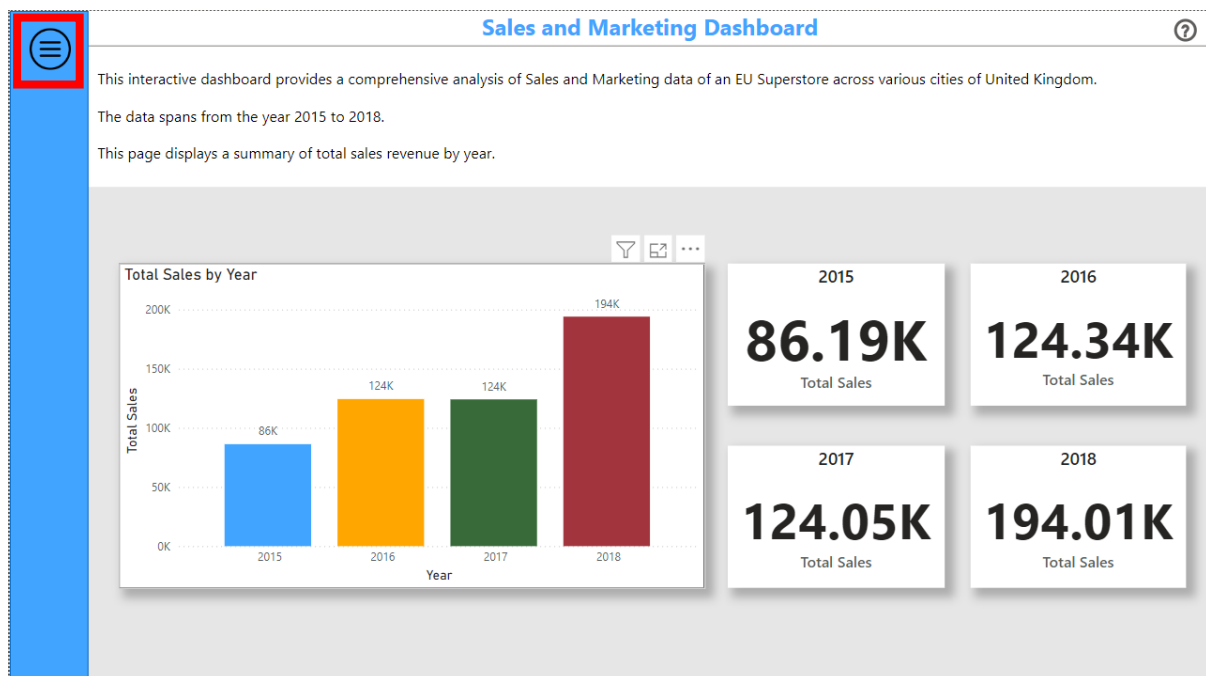 Sales and Marketing Dashboard
This interactive dashboard provides a comprehensive analysis of Sales and Marketing data of an EU Superstore across various cities of United Kingdom.
The data spans from the year 2015 to 2018.
This page displays a summary of total sales revenue by year.
Total Sales by Year
200K
150K
100K
50K
0K
Total Sales
86K
124K
124K
194K
2015
2016
2017
2018
Year
2015
86.19K
Total Sales
2016
124.34K
Total Sales
2017
124.05K
Total Sales
2018
194.01K
Total Sales